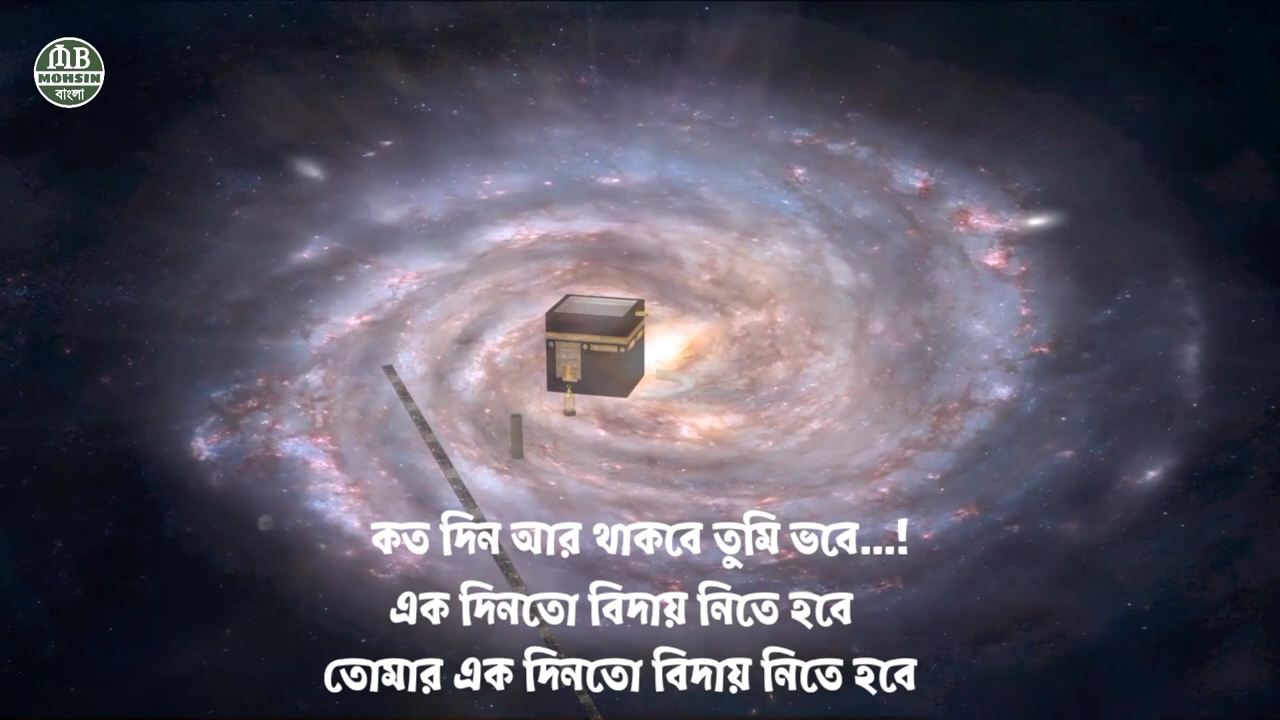 MB
MOHSIN
বাংলা
কত দিন আর থাকবে তুমি ভবে...!
এক দিনতো বিদায় নিতে হবে
তোমার এক দিনতো বিদায় নিতে হবে